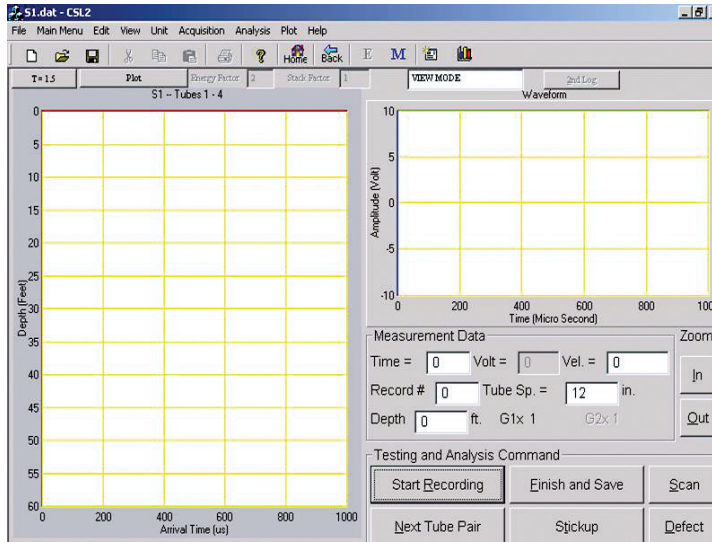 S1.dat - CSL2
File Main Menu Edit View Unit Acquisition Analysis Plot Help
Home Back E M
T= 1.5 Plot Energy Factor 2 Stack Factor 1 VIEW MODE 2nd Log
S1 -- Tubes 1 - 4
0
5
10
15
20
25
30
35
40
45
50
55
60
Depth (Feet)
0 200 400 600 800 1000
Arrival Time (us)
Waveform
10
5
0
-5
-10
Amplitude (Volt)
0 200 400 600 800 100
Time (Micro Second)
Measurement Data
Time = 0 Volt = 0 Vel. = 0
Record # 0 Tube Sp. = 12 in.
Depth 0 ft. G1x 1 G2x 1
Zoom
In
Out
Testing and Analysis Command
Start Recording Finish and Save Scan
Next Tube Pair Stickup Defect